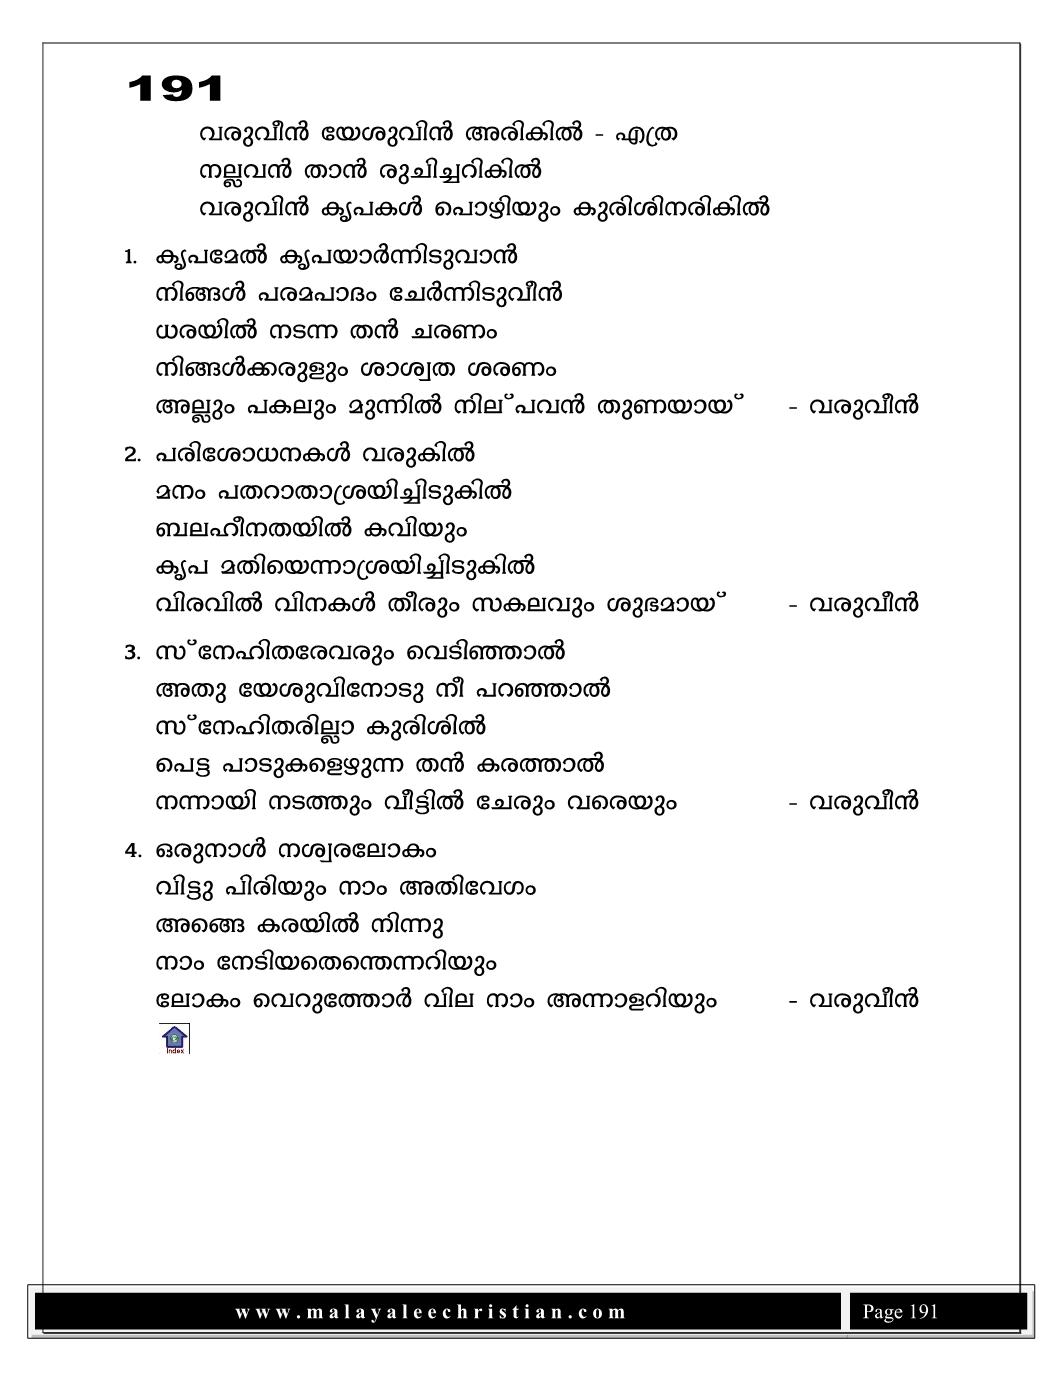 191
വരുവീൻ യേശുവിൻ അരികിൽ - എത്ര
നല്ലവൻ താൻ രുചിച്ചറികിൽ
വരുവിൻ കൃപകൾ പൊഴിയും കുരിശിനരികിൽ
1. കൃപമേൽ കൃപയാർന്നിടുവാൻ
നിങ്ങൾ പരമപാദം ചേർന്നിടുവീൻ
ധരയിൽ നടന്ന തൻ ചരണം
നിങ്ങൾക്കരുളും ശാശ്വത ശരണം
അല്ലും പകലും മുന്നിൽ നില്പവൻ തുണയായ് - വരുവീൻ
2. പരിശോധനകൾ വരുകിൽ
മനം പതറാതാശ്രയിച്ചിടുകിൽ
ബലഹീനതയിൽ കവിയും
കൃപ മതിയെന്നാശ്രയിച്ചിടുകിൽ
വിരവിൽ വിനകൾ തീരും സകലവും ശുഭമായ് - വരുവീൻ
3. സ്നേഹിതരേവരും വെടിഞ്ഞാൽ
അതു യേശുവിനോടു നീ പറഞ്ഞാൽ
സ്നേഹിതരില്ലാ കുരിശിൽ
പെട്ട പാടുകളെഴുന്ന തൻ കരത്താൽ
നന്നായി നടത്തും വീട്ടിൽ ചേരും വരെയും - വരുവീൻ
4. ഒരുനാൾ നശ്വരലോകം
വിട്ടു പിരിയും നാം അതിവേഗം
അങ്ങെ കരയിൽ നിന്നു
നാം നേടിയതെന്തെന്നറിയും
ലോകം വെറുത്തോർ വില നാം അന്നാളറിയും - വരുവീൻ
Index
www.malayaleechristian.com Page 191